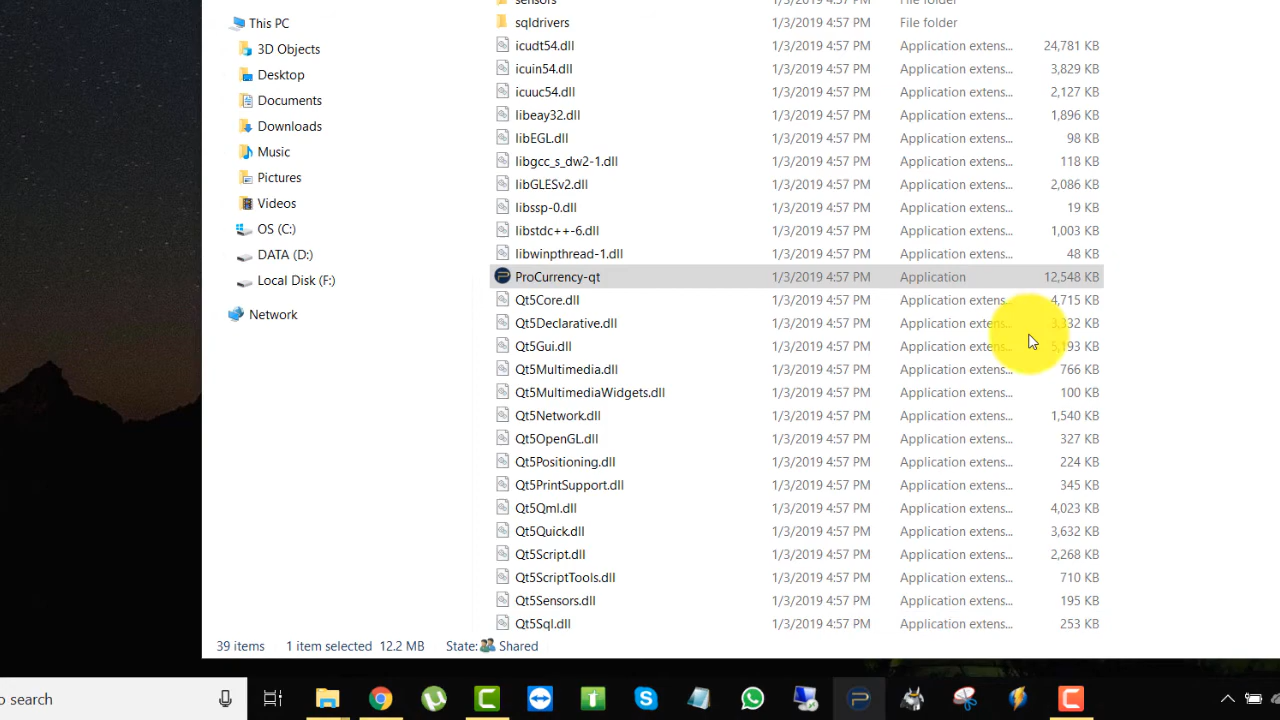 This PC
3D Objects
Desktop
Documents
Downloads
Music
Pictures
Videos
OS (C:)
DATA (D:)
Local Disk (F:)
Network
sensors 1/3/2019 4:57 PM File folder
sqldrivers 1/3/2019 4:57 PM File folder
icudt54.dll 1/3/2019 4:57 PM Application extens... 24,781 KB
icuin54.dll 1/3/2019 4:57 PM Application extens... 3,829 KB
icuuc54.dll 1/3/2019 4:57 PM Application extens... 2,127 KB
libeay32.dll 1/3/2019 4:57 PM Application extens... 1,896 KB
libEGL.dll 1/3/2019 4:57 PM Application extens... 98 KB
libgcc_s_dw2-1.dll 1/3/2019 4:57 PM Application extens... 118 KB
libGLESv2.dll 1/3/2019 4:57 PM Application extens... 2,086 KB
libssp-0.dll 1/3/2019 4:57 PM Application extens... 19 KB
libstdc++-6.dll 1/3/2019 4:57 PM Application extens... 1,003 KB
libwinpthread-1.dll 1/3/2019 4:57 PM Application extens... 48 KB
ProCurrency-qt 1/3/2019 4:57 PM Application 12,548 KB
Qt5Core.dll 1/3/2019 4:57 PM Application extens... 4,715 KB
Qt5Declarative.dll 1/3/2019 4:57 PM Application extens... 3,332 KB
Qt5Gui.dll 1/3/2019 4:57 PM Application extens... 5,193 KB
Qt5Multimedia.dll 1/3/2019 4:57 PM Application extens... 766 KB
Qt5MultimediaWidgets.dll 1/3/2019 4:57 PM Application extens... 100 KB
Qt5Network.dll 1/3/2019 4:57 PM Application extens... 1,540 KB
Qt5OpenGL.dll 1/3/2019 4:57 PM Application extens... 327 KB
Qt5Positioning.dll 1/3/2019 4:57 PM Application extens... 224 KB
Qt5PrintSupport.dll 1/3/2019 4:57 PM Application extens... 345 KB
Qt5Qml.dll 1/3/2019 4:57 PM Application extens... 4,023 KB
Qt5Quick.dll 1/3/2019 4:57 PM Application extens... 3,632 KB
Qt5Script.dll 1/3/2019 4:57 PM Application extens... 2,268 KB
Qt5ScriptTools.dll 1/3/2019 4:57 PM Application extens... 710 KB
Qt5Sensors.dll 1/3/2019 4:57 PM Application extens... 195 KB
Qt5Sql.dll 1/3/2019 4:57 PM Application extens... 253 KB
39 items 1 item selected 12.2 MB State: Shared
o search